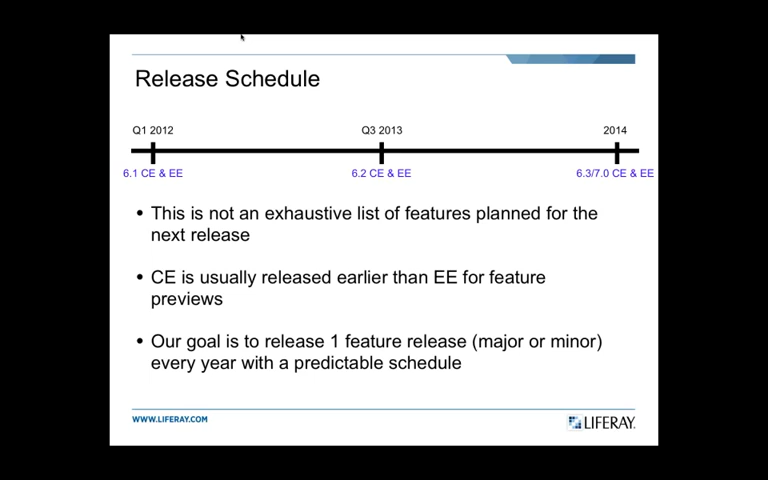 Release Schedule
Q1 2012 Q3 2013 2014
6.1 CE & EE 6.2 CE & EE 6.3/7.0 CE & EE
• This is not an exhaustive list of features planned for the
next release
• CE is usually released earlier than EE for feature
previews
• Our goal is to release 1 feature release (major or minor)
every year with a predictable schedule
WWW.LIFERAY.COM LIFERAY.